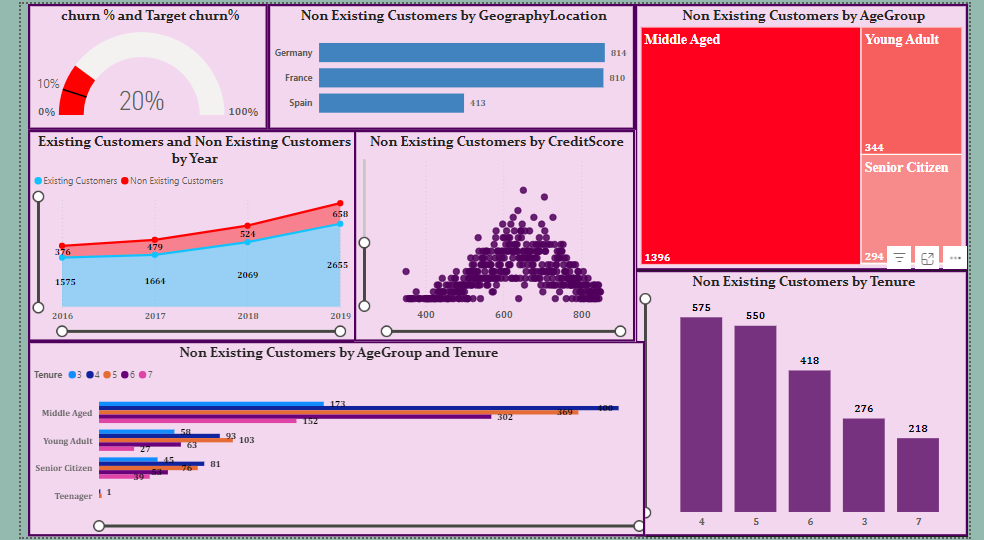 churn % and Target churn%
10%
0%
20%
100%
Non Existing Customers by GeographyLocation
Germany 814
France 810
Spain 413
Non Existing Customers by AgeGroup
Middle Aged
1396
Young Adult
344
Senior Citizen
294
Existing Customers and Non Existing Customers
by Year
Existing Customers Non Existing Customers
376 479 524 658
1575 1664 2069 2655
2016 2017 2018 2019
Non Existing Customers by CreditScore
400 600 800
Non Existing Customers by Tenure
575 550 418 276 218
4 5 6 3 7
Non Existing Customers by AgeGroup and Tenure
Tenure 3 4 5 6 7
Middle Aged 173 400 369 302 152
Young Adult 58 93 103 63 27
Senior Citizen 45 81 76 53 39
Teenager 1